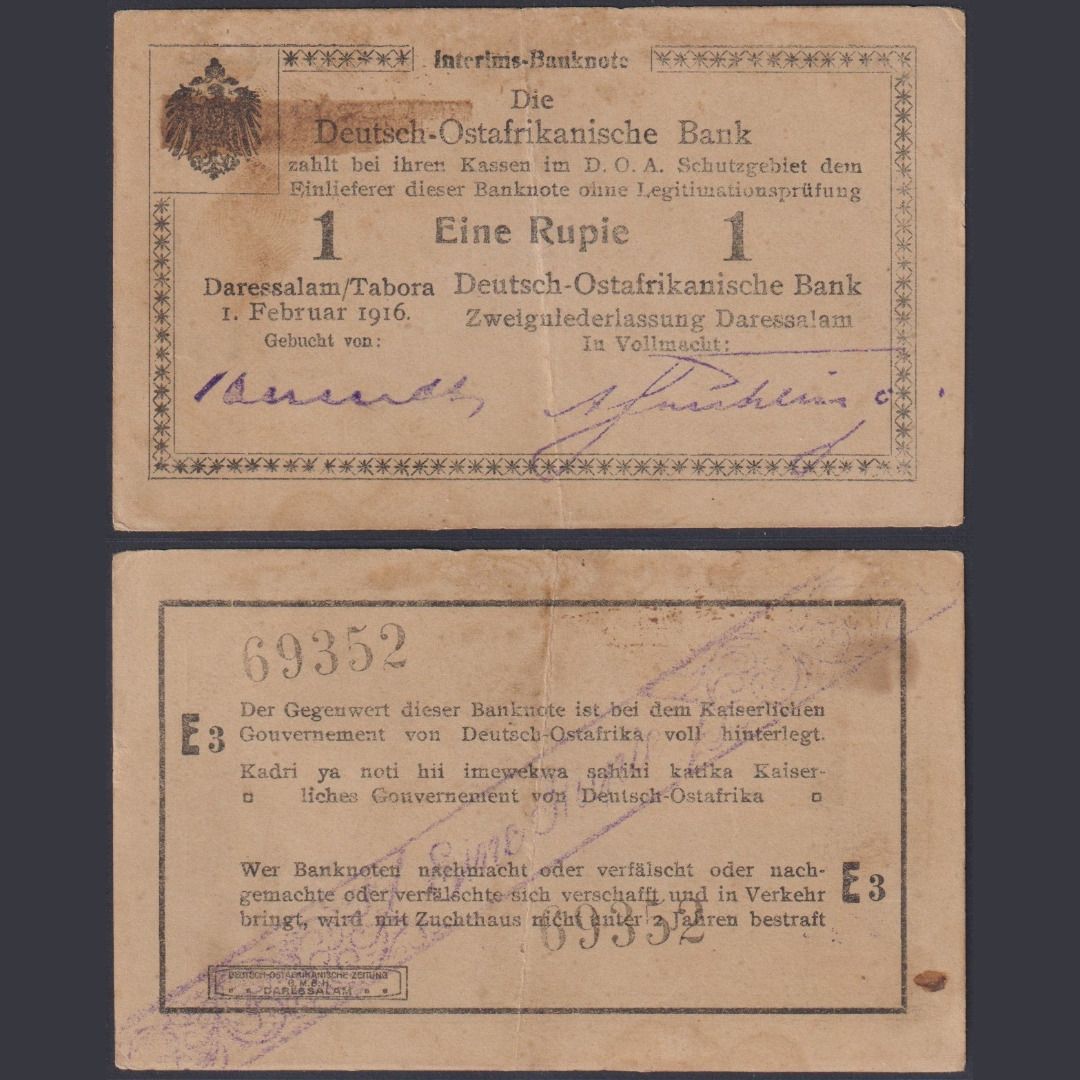 Interims-Banknote
Die
Deutsch-Ostafrikanische Bank
zahlt bei ihren Kassen im D. O. A. Schutzgebiet dem
Einlieferer dieser Banknote ohne Legitimationsprüfung
1 Eine Rupie 1
Daressalam/Tabora
1. Februar 1916.
Gebucht von:
Deutsch-Ostafrikanische Bank
Zweigniederlassung Daressalam
In Vollmacht:
69352
E3
Der Gegenwert dieser Banknote ist bei dem Kaiserlichen
Gouvernement von Deutsch-Ostafrika voll hinterlegt.
Kadri ya noti hii imewekwa sahihi katika Kaiser-
liches Gouvernement von Deutsch-Ostafrika
Wer Banknoten nachmacht oder verfälscht oder nach-
gemachte oder verfälschte sich verschafft und in Verkehr
bringt, wird mit Zuchthaus nicht unter 2 Jahren bestraft
E3
69352
DEUTSCH-OSTAFRIKANISCHE ZEITUNG
G.M.B.H.
DARESSALAM